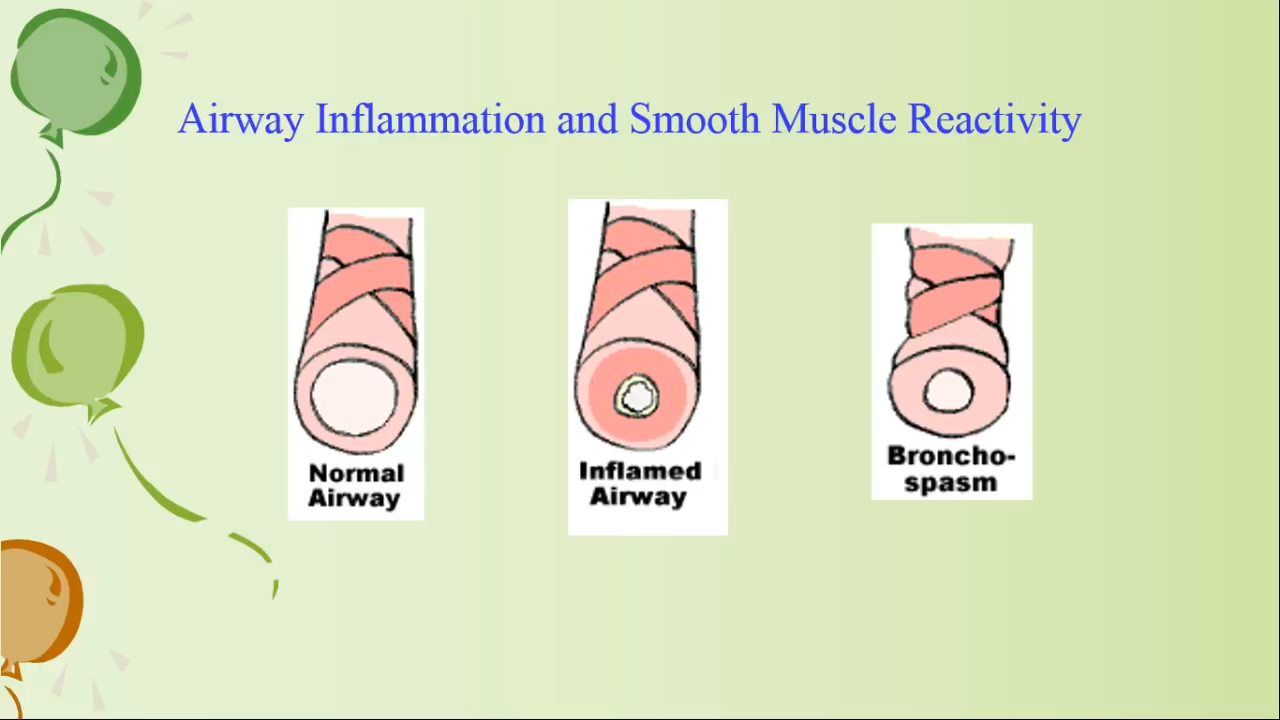 Airway Inflammation and Smooth Muscle Reactivity
Normal
Airway
Inflamed
Airway
Broncho-
spasm